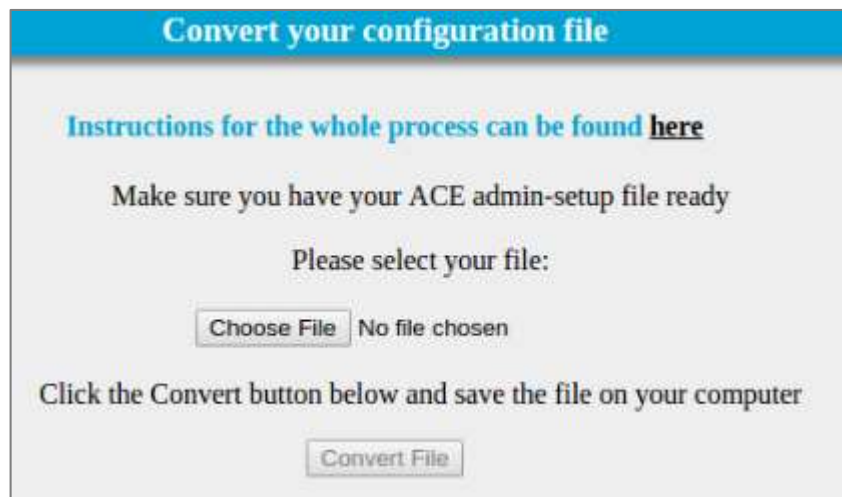 Convert your configuration file
Instructions for the whole process can be found here
Make sure you have your ACE admin-setup file ready
Please select your file:
Choose File No file chosen
Click the Convert button below and save the file on your computer
Convert File